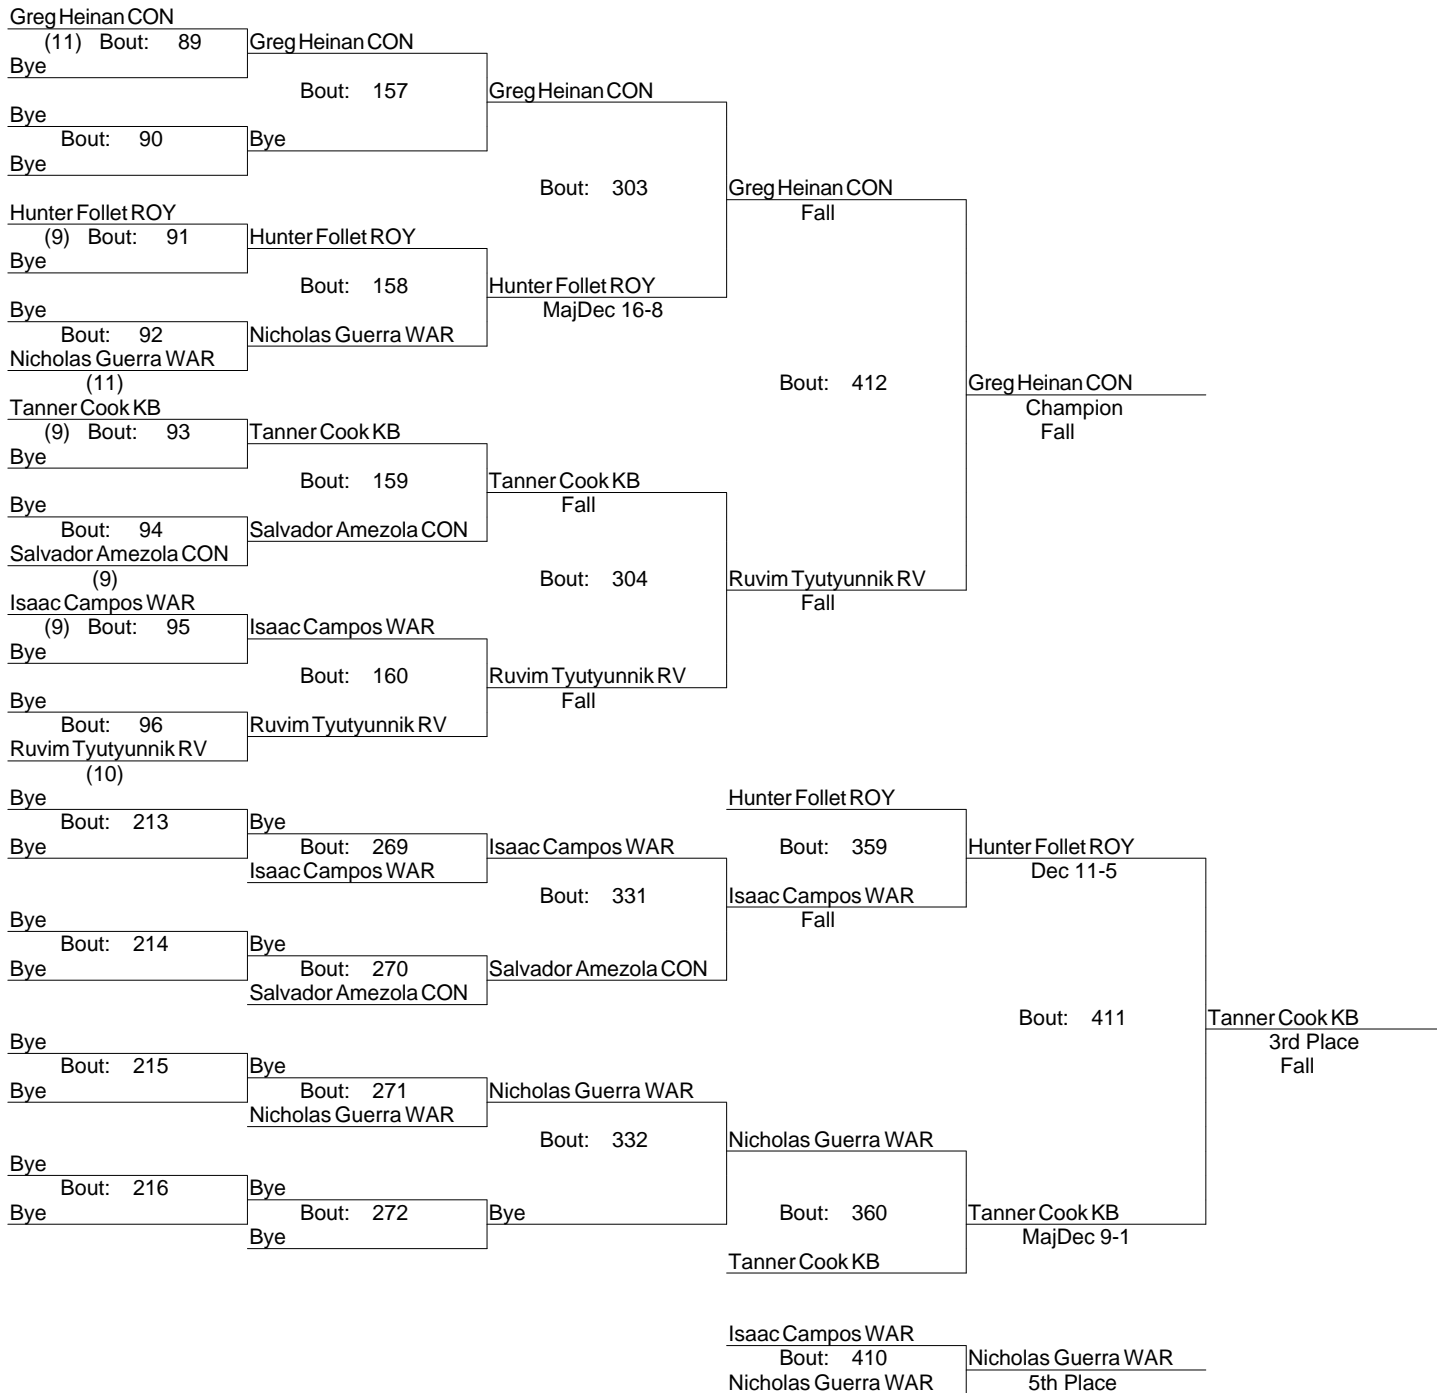 Greg Heinan CON
(11) Bout: 89
Greg Heinan CON
Bye
Bout: 157
Greg Heinan CON
Bye
Bout: 90
Bye
Bye
Bout: 303
Greg Heinan CON
Fall
Hunter Follet ROY
(9) Bout: 91
Hunter Follet ROY
Bye
Bout: 158
Hunter Follet ROY
MajDec 16-8
Bye
Bout: 92
Nicholas Guerra WAR
Nicholas Guerra WAR
(11)
Bout: 412
Greg Heinan CON
Champion
Fall
Tanner Cook KB
(9) Bout: 93
Tanner Cook KB
Bye
Bout: 159
Tanner Cook KB
Fall
Bye
Bout: 94
Salvador Amezola CON
Salvador Amezola CON
(9)
Bout: 304
Ruvim Tyutyunnik RV
Fall
Isaac Campos WAR
(9) Bout: 95
Isaac Campos WAR
Bye
Bout: 160
Ruvim Tyutyunnik RV
Fall
Bye
Bout: 96
Ruvim Tyutyunnik RV
Ruvim Tyutyunnik RV
(10)
Bye
Bout: 213
Bye
Bye
Bout: 269
Isaac Campos WAR
Isaac Campos WAR
Hunter Follet ROY
Bout: 359
Hunter Follet ROY
Dec 11-5
Bout: 331
Isaac Campos WAR
Fall
Bye
Bout: 214
Bye
Bye
Bout: 270
Salvador Amezola CON
Salvador Amezola CON
Bout: 411
Tanner Cook KB
3rd Place
Fall
Bye
Bout: 215
Bye
Bye
Bout: 271
Nicholas Guerra WAR
Nicholas Guerra WAR
Bout: 332
Nicholas Guerra WAR
Bye
Bout: 216
Bye
Bye
Bout: 272
Bye
Bye
Bout: 360
Tanner Cook KB
MajDec 9-1
Tanner Cook KB
Isaac Campos WAR
Bout: 410
Nicholas Guerra WAR
Nicholas Guerra WAR
5th Place